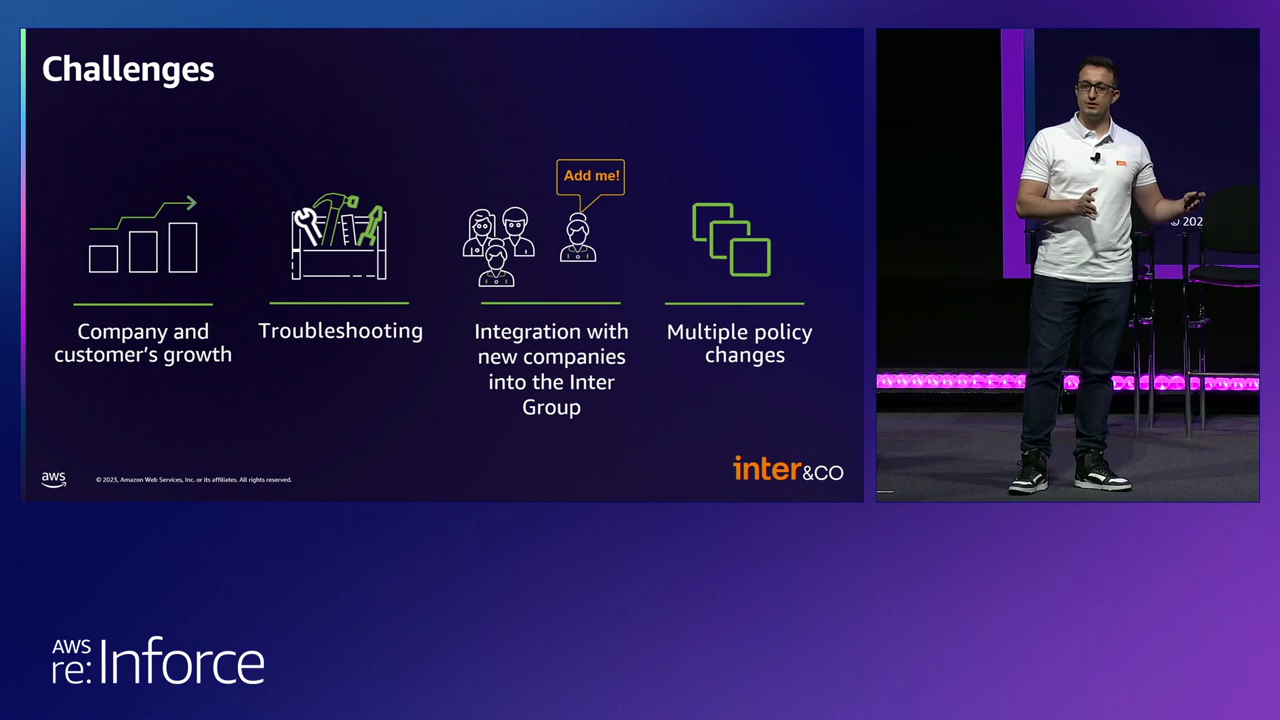 Challenges
Add me!
Company and
customer's growth
Troubleshooting
Integration with
new companies
into the Inter
Group
Multiple policy
changes
aws
© 2023, Amazon Web Services, Inc. or its affiliates. All rights reserved.
inter&CO
© 202
AWS
re:Inforce